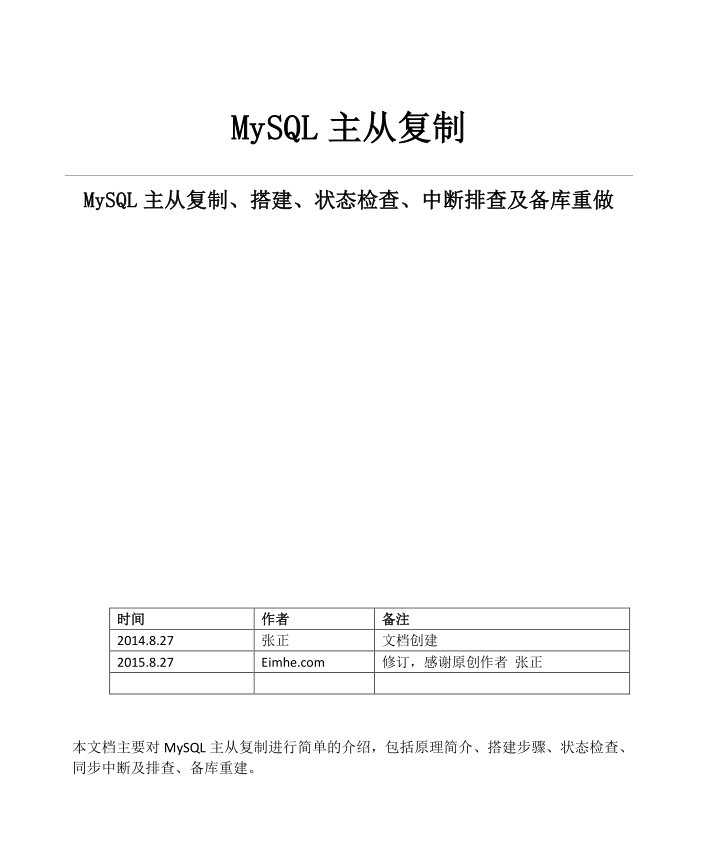 MySQL 主从复制
MySQL 主从复制、搭建、状态检查、中断排查及备库重做
时间 作者 备注
2014.8.27 张正 文档创建
2015.8.27 Eimhe.com 修订，感谢原创作者 张正
本文档主要对 MySQL 主从复制进行简单的介绍，包括原理简介、搭建步骤、状态检查、
同步中断及排查、备库重建。